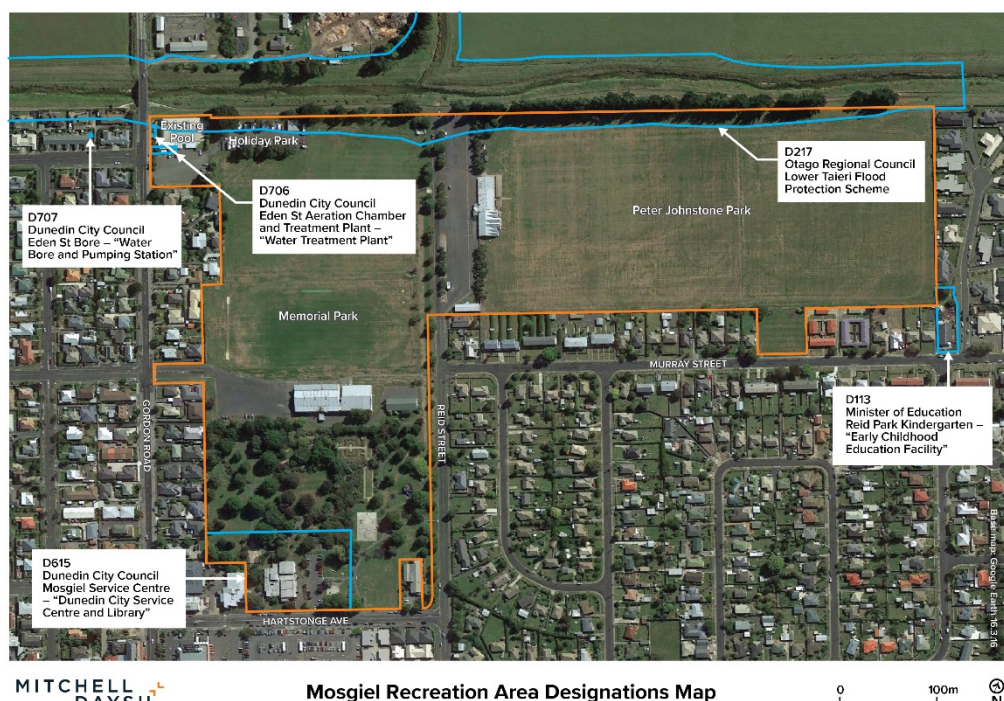 Existing
Pool
Holiday Park
D217
Otago Regional Council
Lower Taieri Flood
Protection Scheme
D706
Dunedin City Council
Eden St Aeration Chamber
and Treatment Plant –
“Water Treatment Plant”
D707
Dunedin City Council
Eden St Bore – “Water
Bore and Pumping Station”
Peter Johnstone Park
Memorial Park
MURRAY STREET
GORDON ROAD
REID STREET
D113
Minister of Education
Reid Park Kindergarten –
“Early Childhood
Education Facility”
D615
Dunedin City Council
Mosgiel Service Centre
– “Dunedin City Service
Centre and Library”
HARTSTONGE AVE
Basemap: Google Earth 16.3.16
MITCHELL
DAYSH
Mosgiel Recreation Area Designations Map
0
100m
N